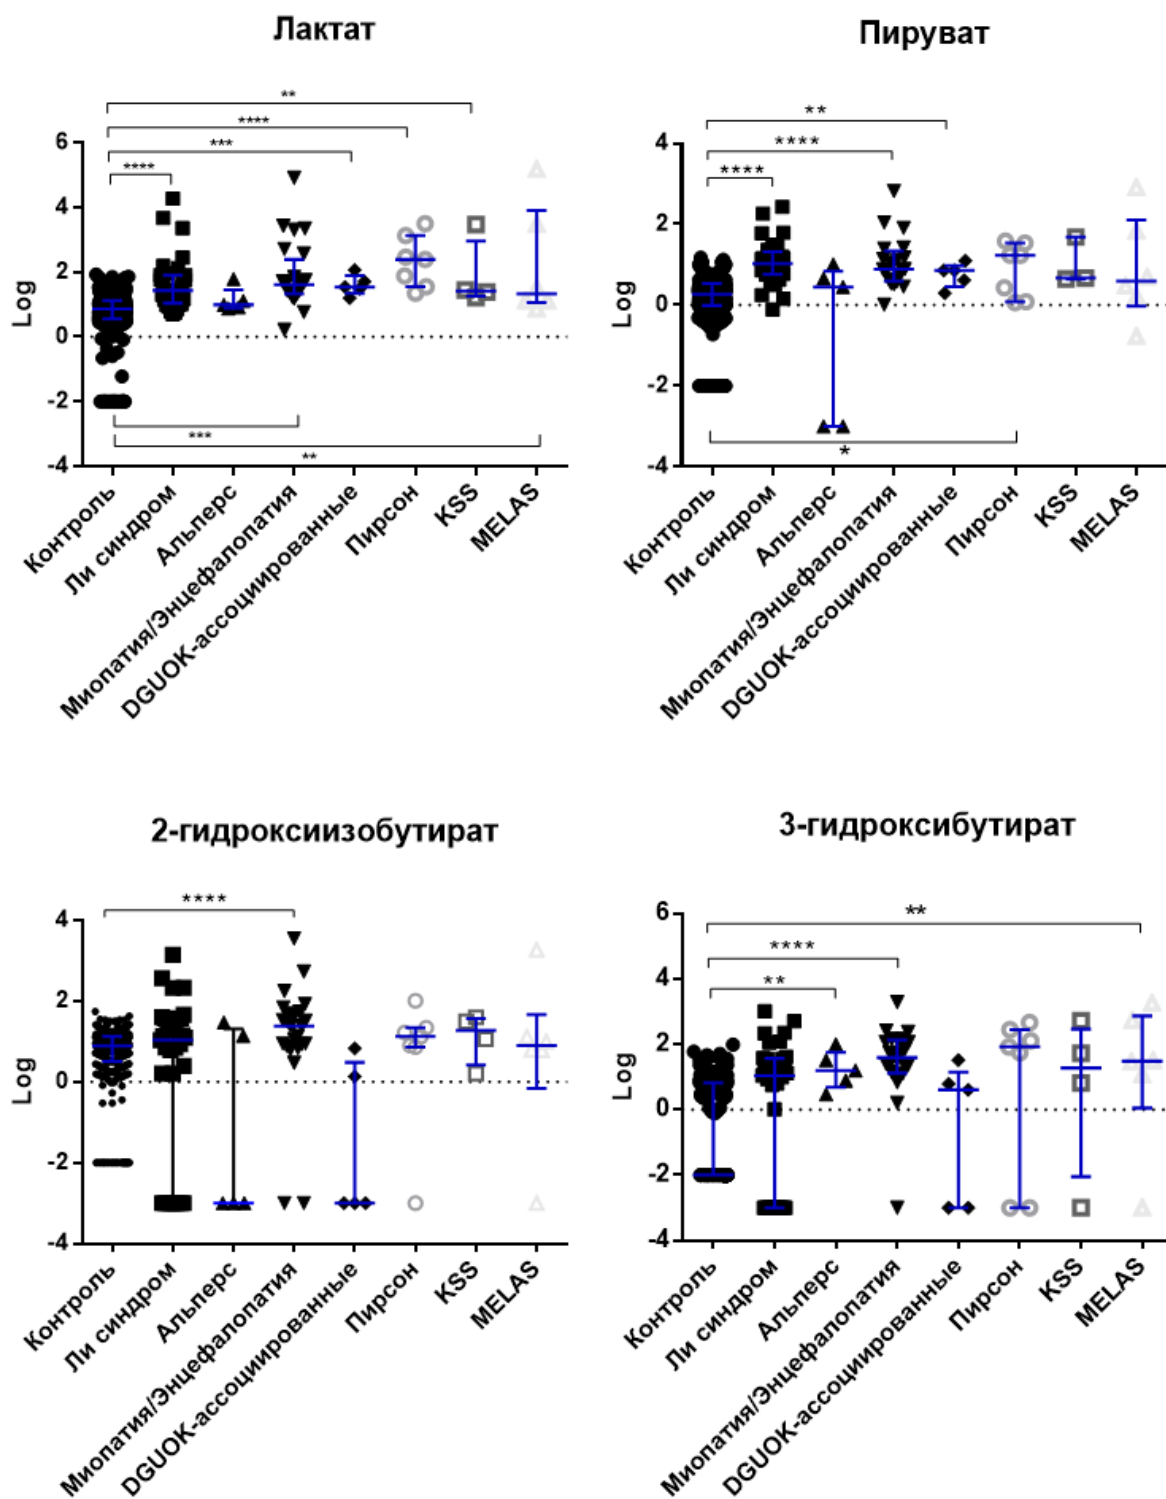 Лактат
**
****
***
****
6
4
2
0
-2
-4
Log
***
**
Контроль
Ли синдром
Альперс
Миопатия/Энцефалопатия
DGUOK-ассоциированные
Пирсон
KSS
MELAS
Пируват
**
****
****
4
2
0
-2
-4
Log
*
Контроль
Ли синдром
Альперс
Миопатия/Энцефалопатия
DGUOK-ассоциированные
Пирсон
KSS
MELAS
2-гидроксиизобутират
****
4
2
0
-2
-4
Log
Контроль
Ли синдром
Альперс
Миопатия/Энцефалопатия
DGUOK-ассоциированные
Пирсон
KSS
MELAS
3-гидроксибутират
**
****
**
6
4
2
0
-2
-4
Log
Контроль
Ли синдром
Альперс
Миопатия/Энцефалопатия
DGUOK-ассоциированные
Пирсон
KSS
MELAS